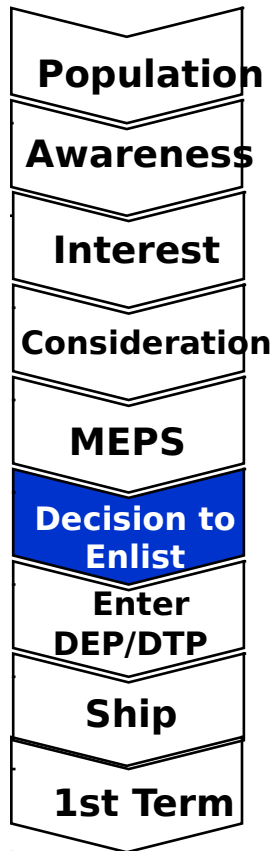 Population
Awareness
Interest
Consideration
MEPS
Decision to
Enlist
Enter
DEP/DTP
Ship
1st Term